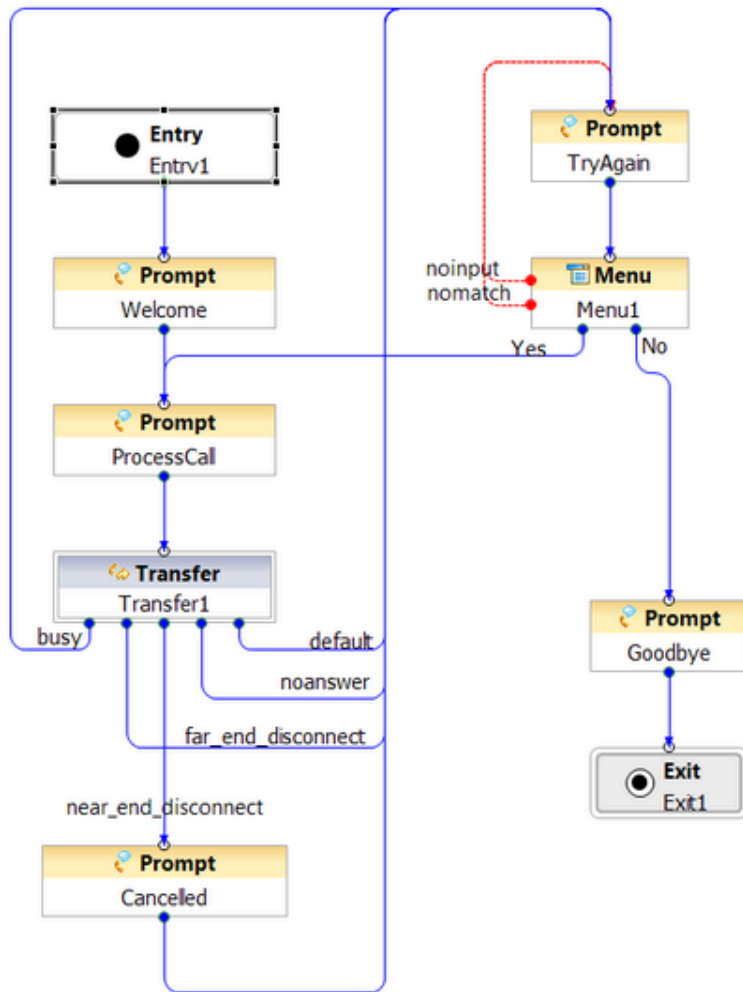 Entry
Entry1
Prompt
Welcome
Prompt
ProcessCall
Transfer
Transfer1
busy
default
noanswer
far_end_disconnect
near_end_disconnect
Prompt
Cancelled
Prompt
TryAgain
noinput
nomatch
Menu
Menu1
Yes
No
Prompt
Goodbye
Exit
Exit1